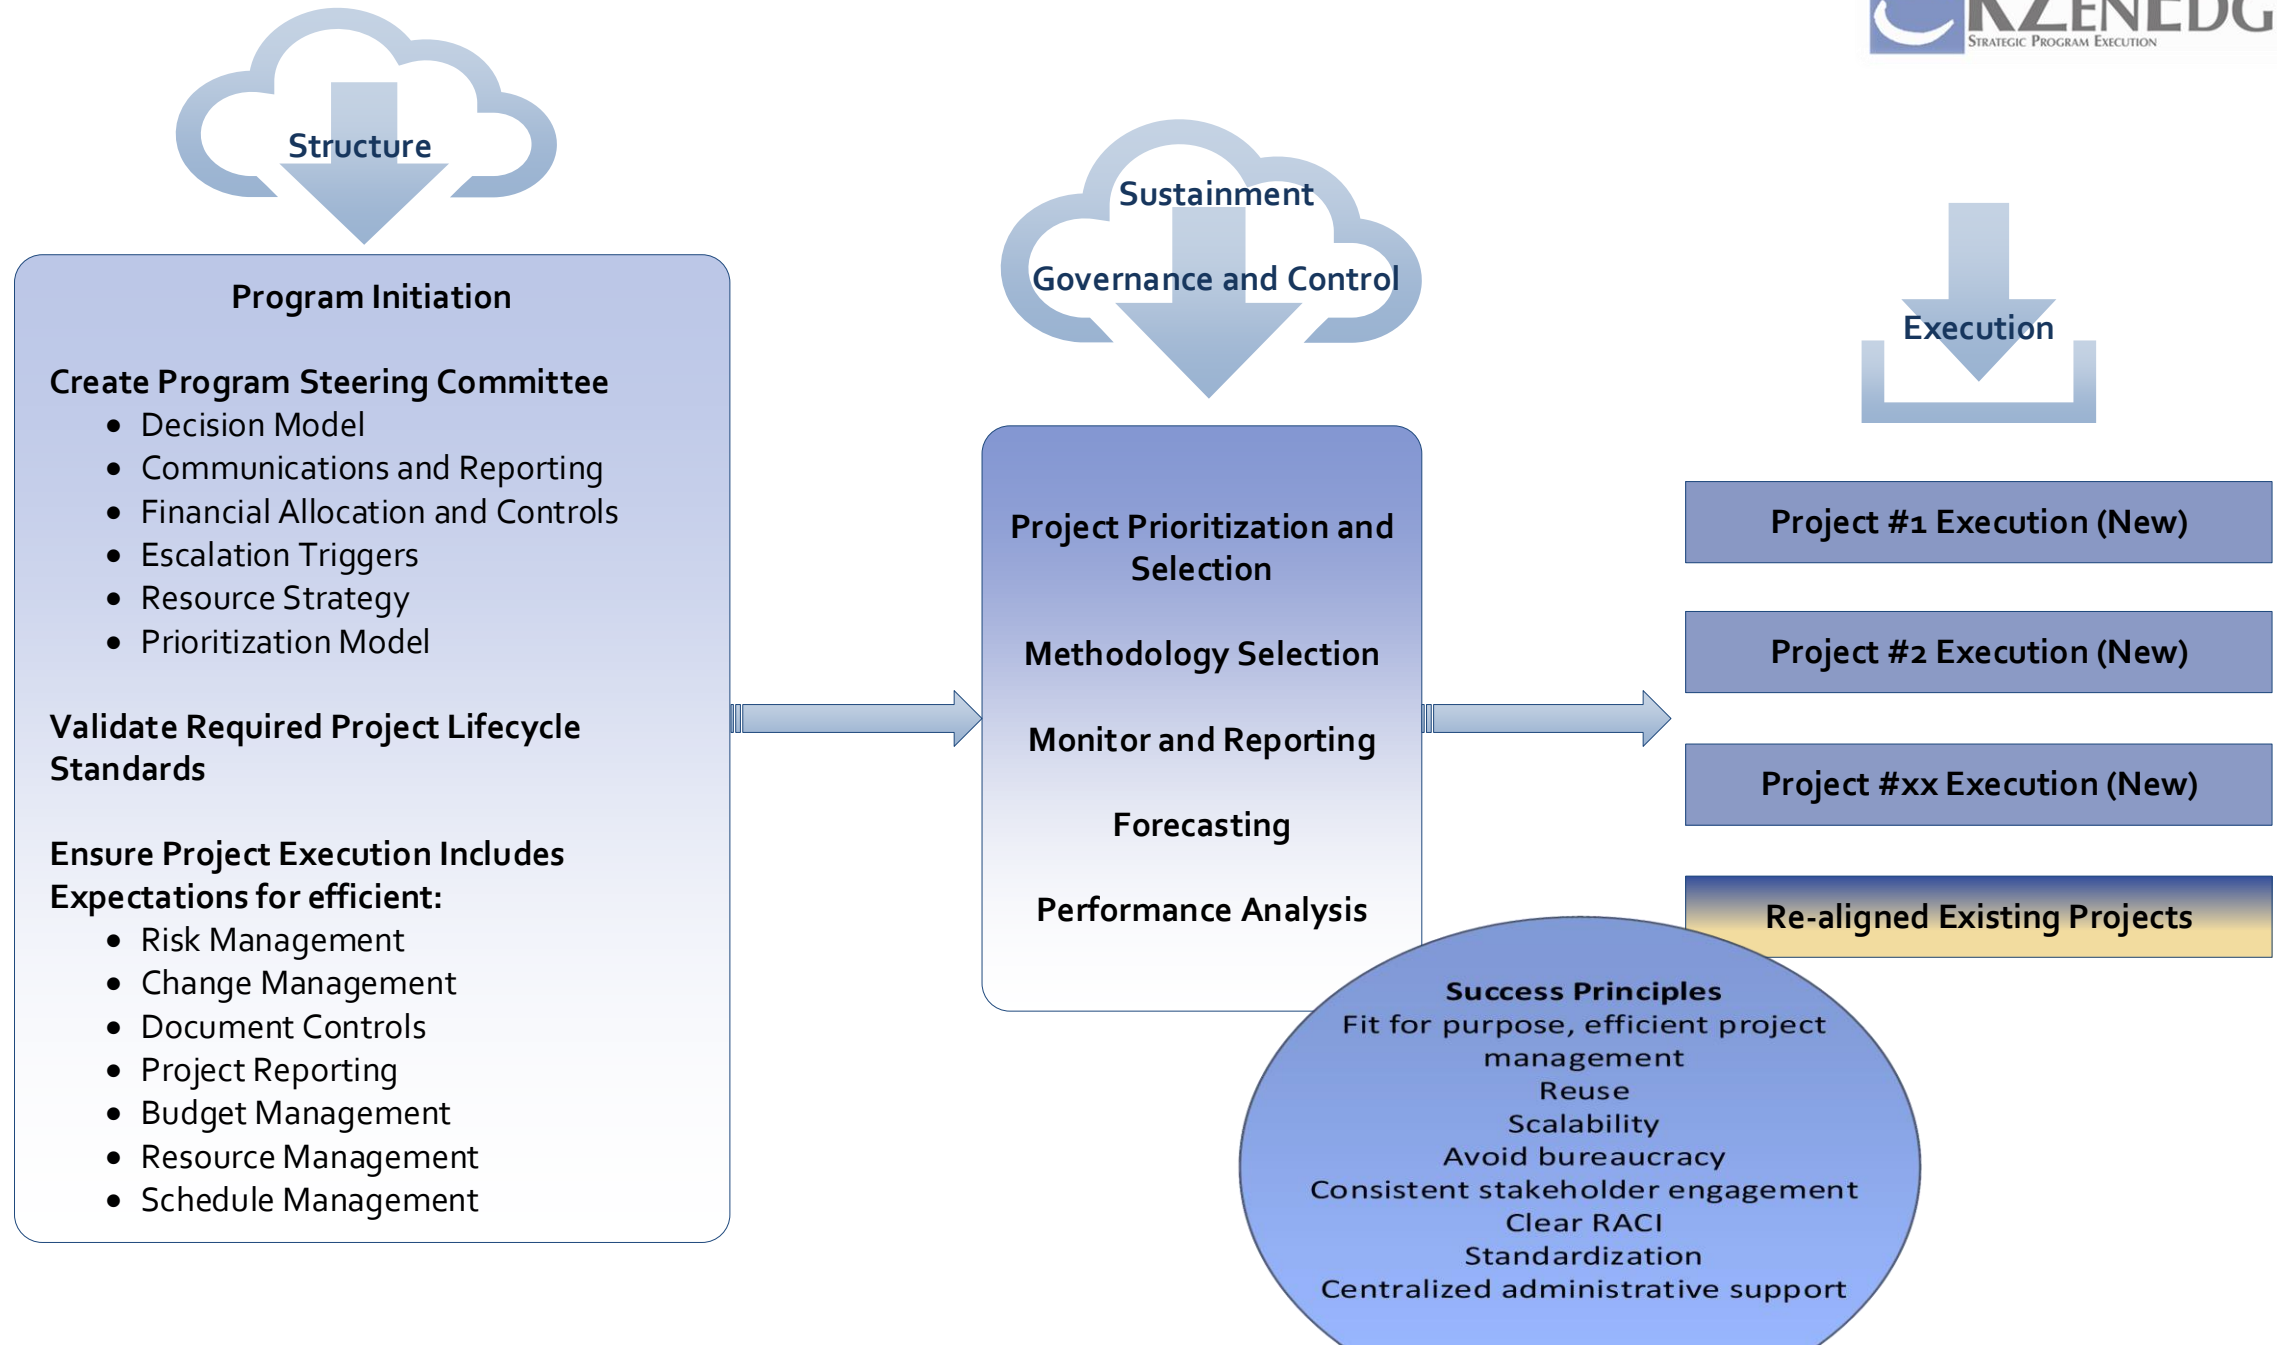 KZENEDG
STRATEGIC PROGRAM EXECUTION
Structure
Program Initiation
Create Program Steering Committee
• Decision Model
• Communications and Reporting
• Financial Allocation and Controls
• Escalation Triggers
• Resource Strategy
• Prioritization Model
Validate Required Project Lifecycle
Standards
Ensure Project Execution Includes
Expectations for efficient:
• Risk Management
• Change Management
• Document Controls
• Project Reporting
• Budget Management
• Resource Management
• Schedule Management
Sustainment
Governance and Control
Project Prioritization and
Selection
Methodology Selection
Monitor and Reporting
Forecasting
Performance Analysis
Execution
Project #1 Execution (New)
Project #2 Execution (New)
Project #xx Execution (New)
Re-aligned Existing Projects
Success Principles
Fit for purpose, efficient project
management
Reuse
Scalability
Avoid bureaucracy
Consistent stakeholder engagement
Clear RACI
Standardization
Centralized administrative support